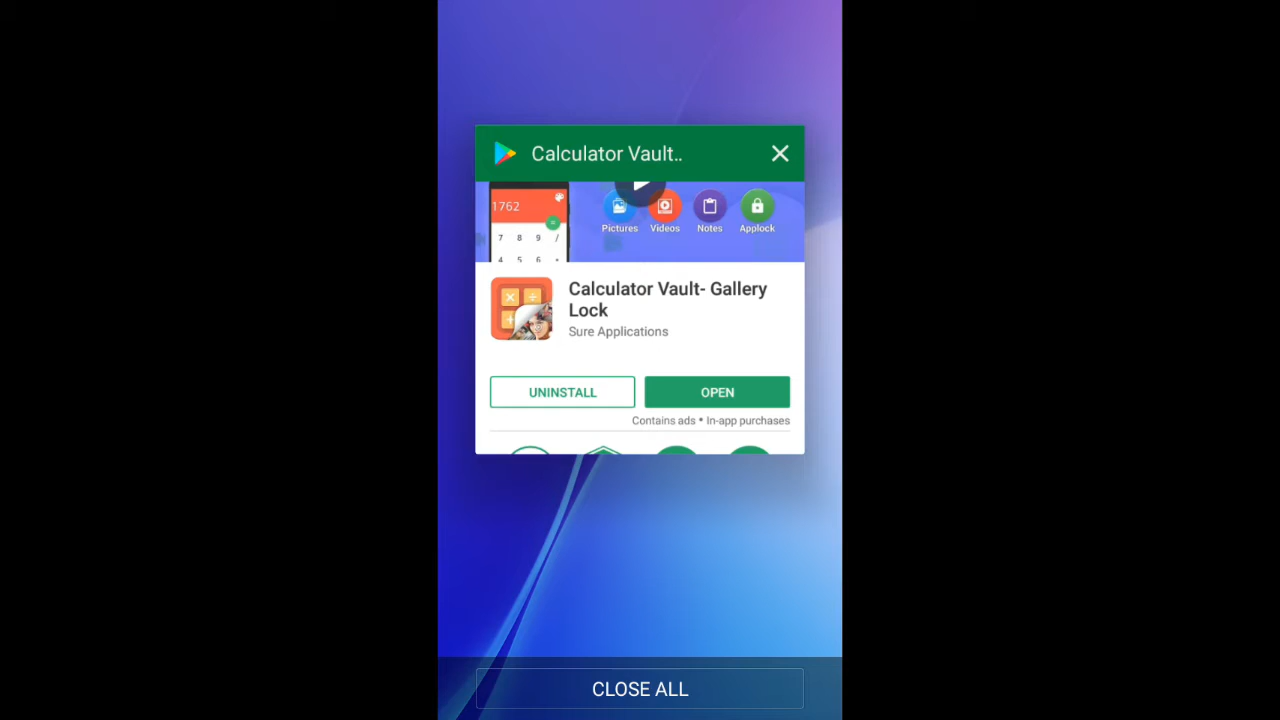 Calculator Vault..
1762
=
7 8 9 /
4 5 6
Pictures Videos Notes Applock
Calculator Vault- Gallery
Lock
Sure Applications
UNINSTALL OPEN
Contains ads • In-app purchases
CLOSE ALL